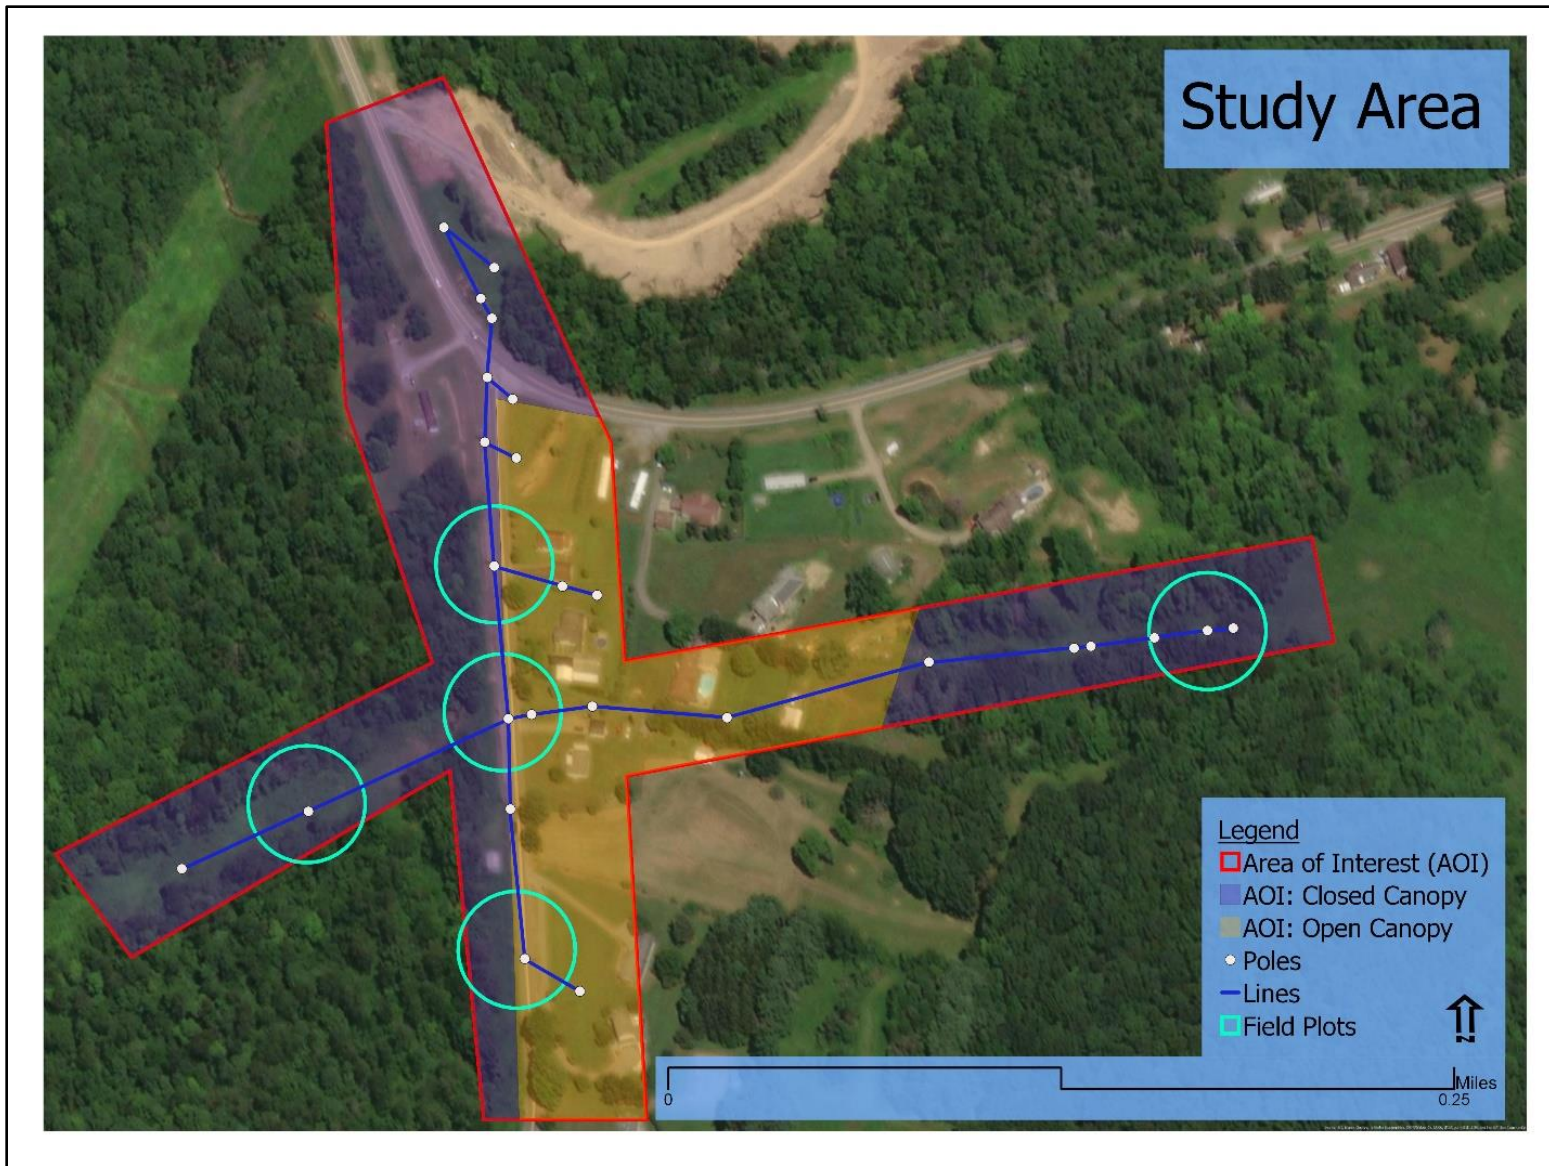 Study Area
Legend
Area of Interest (AOI)
AOI: Closed Canopy
AOI: Open Canopy
Poles
Lines
Field Plots
N
Miles
0
0.25